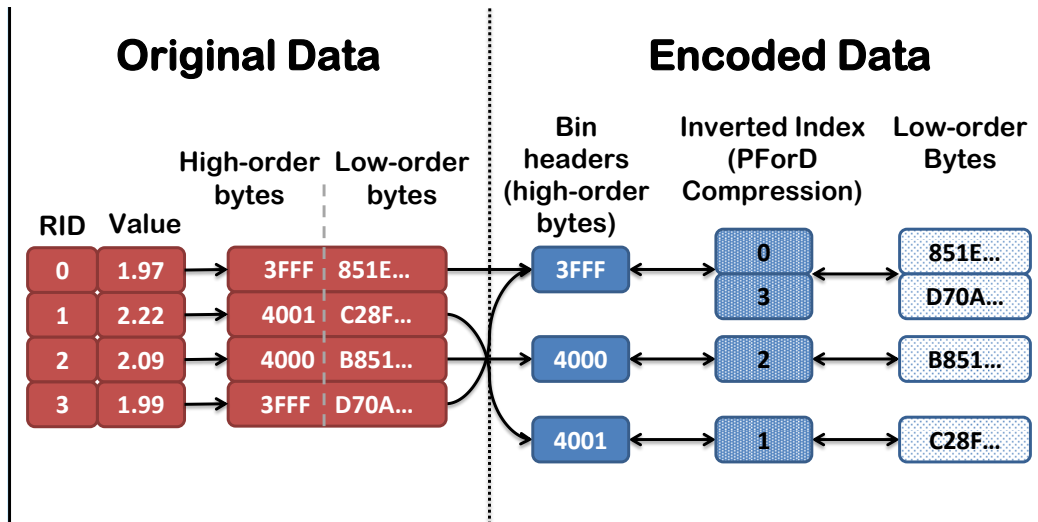 Original Data
Encoded Data
High-order
bytes
Low-order
bytes
Bin
headers
(high-order
bytes)
Inverted Index
(PForD
Compression)
Low-order
Bytes
RID Value
0 1.97 3FFF 851E...
1 2.22 4001 C28F...
2 2.09 4000 B851...
3 1.99 3FFF D70A...
3FFF 0 851E...
3 D70A...
4000 2 B851...
4001 1 C28F...